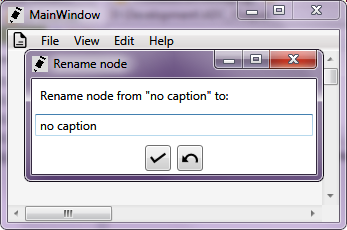 MainWindow
File View Edit Help
Rename node
Rename node from "no caption" to:
no caption